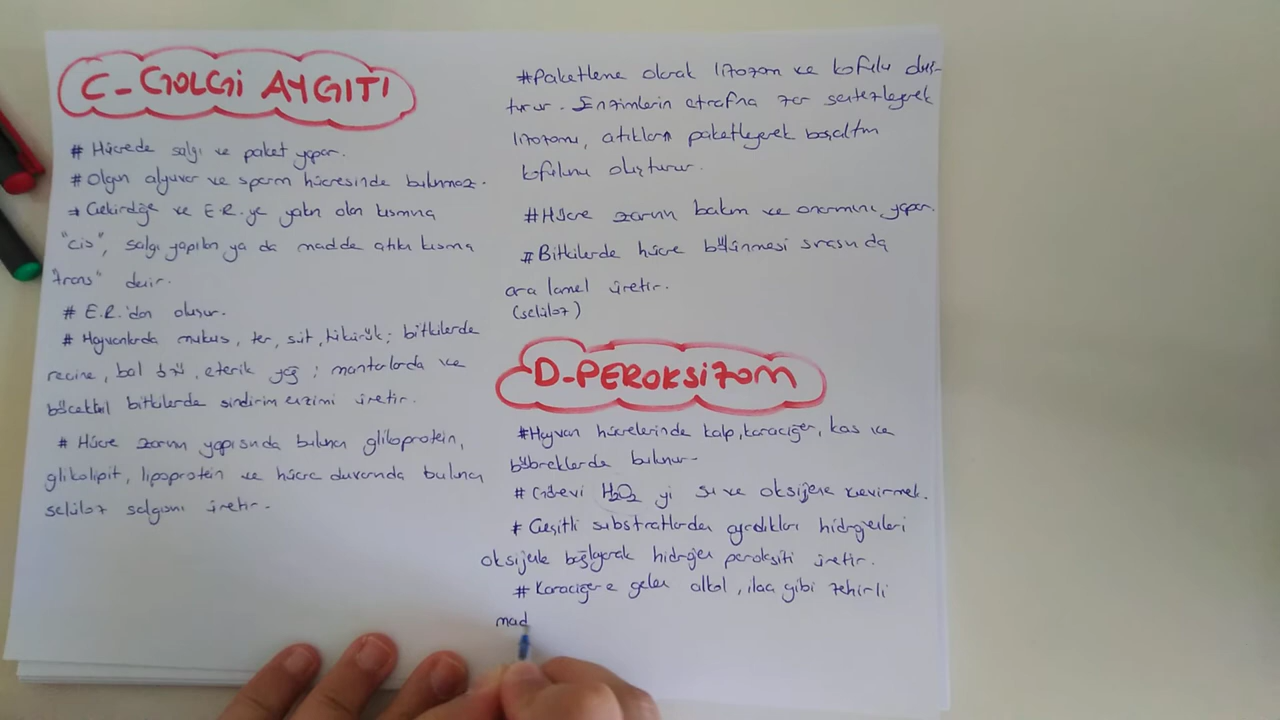 C-GOLGİ AYGITI
# Hücrede salgı ve paket yapar.
# Olgun alyuvar ve sperm hücresinde bulunmaz.
# Çekirdeğe ve E.R.ye yakın olan kısmına
"cis", salgı yapılan ya da madde atılan kısma
"trans" denir.
# E.R.'dan oluşur.
# Hayvanlarda mukus, ter, süt, tükürük; bitkilerde
reçine, bal özü, eterik yağ; mantarlarda ve
böcekçil bitkilerde sindirim enzimi üretir.
# Hücre zarının yapısında bulunan glikoprotein,
glikolipit, lipoprotein ve hücre duvarında bulunan
selüloz salgısını üretir.
#Paketleme olarak lizozom ve kofulu oluş-
turur. Enzimlerin etrafına zar sentezleyerek
lizozomu, atıkları paketleyerek boşaltım
kofulunu oluşturur.
#Hücre zarının bakım ve onarımını yapar.
#Bitkilerde hücre bölünmesi sırasında
ara lamel üretir.
(selüloz)
D-PEROKSİZOM
#Hayvan hücrelerinde kalp, karaciğer, kas ve
böbreklerde bulunur.
# Görevi H₂O₂ yi su ve oksijene çevirmek.
# Çeşitli substratlardan ayırdıkları hidrojenleri
oksijenle bağlayarak hidrojen peroksiti üretir.
# Karaciğere gelen alkol, ilaç gibi zehirli
mad